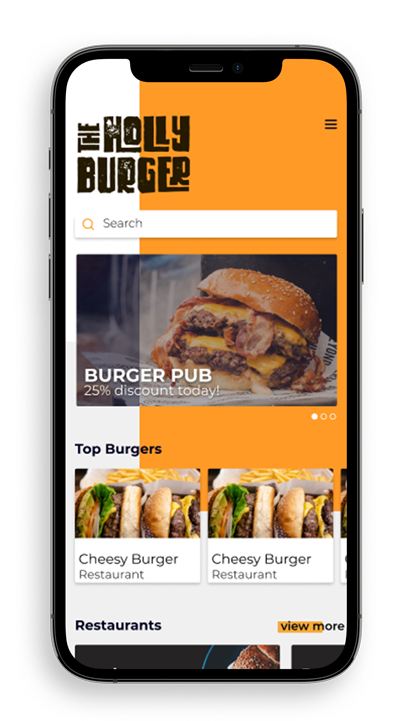 THE HOLLY
BURGER
Search
BURGER PUB
25% discount today!
Top Burgers
Cheesy Burger
Restaurant
Cheesy Burger
Restaurant
Restaurants
view more